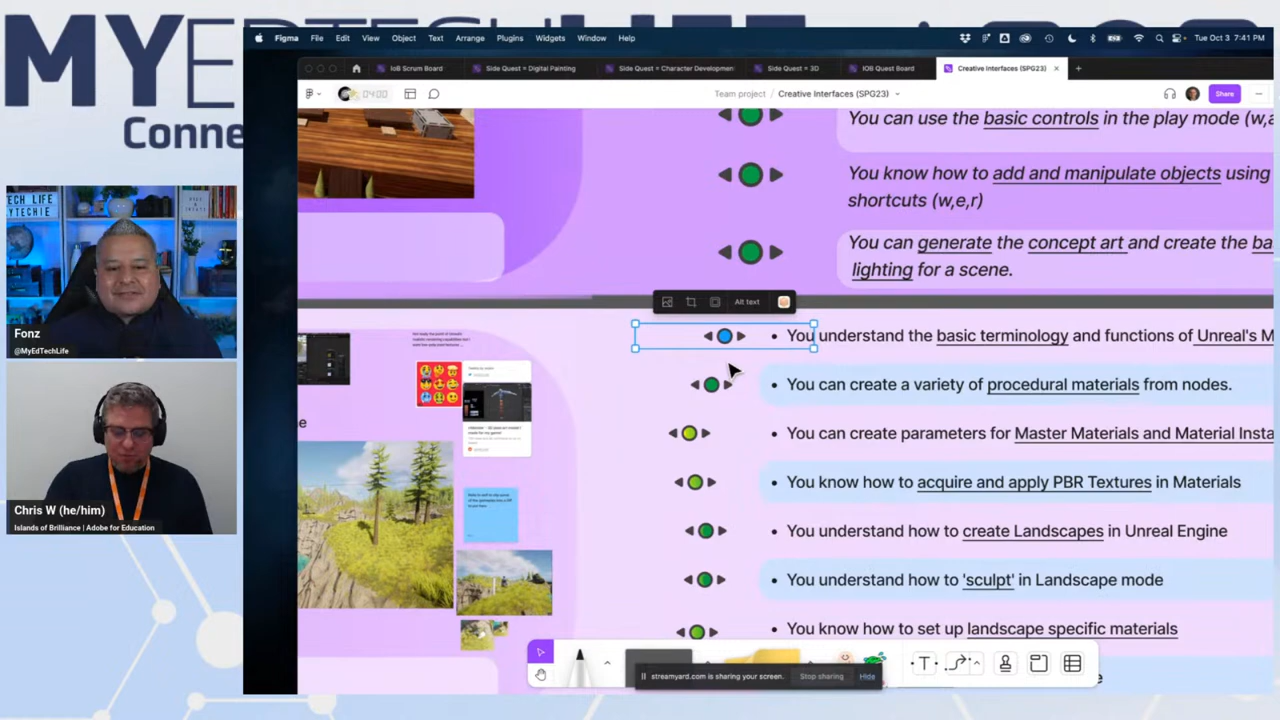 MYEDTECHLIFE
Conne
Figma File Edit View Object Text Arrange Plugins Widgets Window Help
Tue Oct 3 7:41 PM
IoB Scrum Board
Side Quest = Digital Painting
Side Quest = Character Developmen
Side Quest = 3D
IOB Quest Board
Creative Interfaces (SPG23)
04:00
Team project / Creative Interfaces (SPG23)
Share
You can use the basic controls in the play mode (w,a
You know how to add and manipulate objects using
shortcuts (w,e,r)
You can generate the concept art and create the ba
lighting for a scene.
Alt text
• You understand the basic terminology and functions of Unreal's M
• You can create a variety of procedural materials from nodes.
• You can create parameters for Master Materials and Material Insta
• You know how to acquire and apply PBR Textures in Materials
• You understand how to create Landscapes in Unreal Engine
• You understand how to 'sculpt' in Landscape mode
• You know how to set up landscape specific materials
e
streamyard.com is sharing your screen.
Stop sharing
Hide
TECH LIFE
YTECHIE
Fonz
@MyEdTechLife
Chris W (he/him)
Islands of Brilliance | Adobe for Education